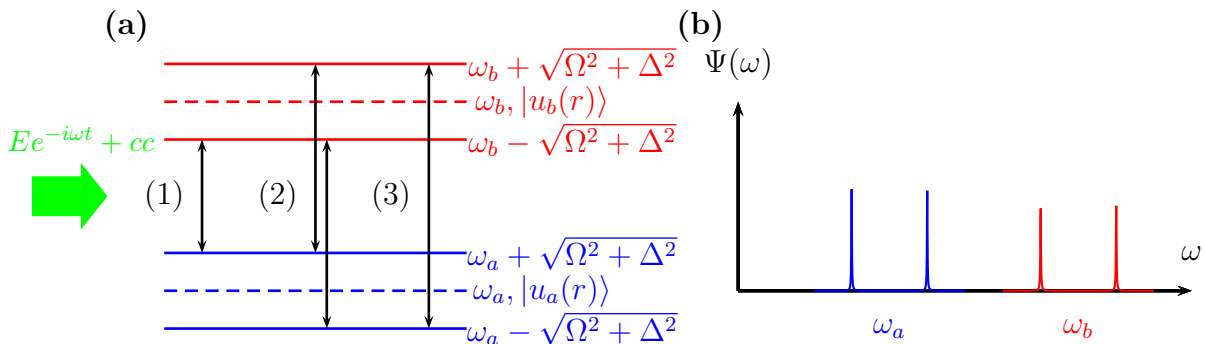 (a)
ω_b + √(Ω² + Δ²)
ω_b, |u_b(r)⟩
Ee^{-iωt} + cc
ω_b − √(Ω² + Δ²)
(1) (2) (3)
ω_a + √(Ω² + Δ²)
ω_a, |u_a(r)⟩
ω_a − √(Ω² + Δ²)
(b)
Ψ(ω)
ω
ω_a ω_b